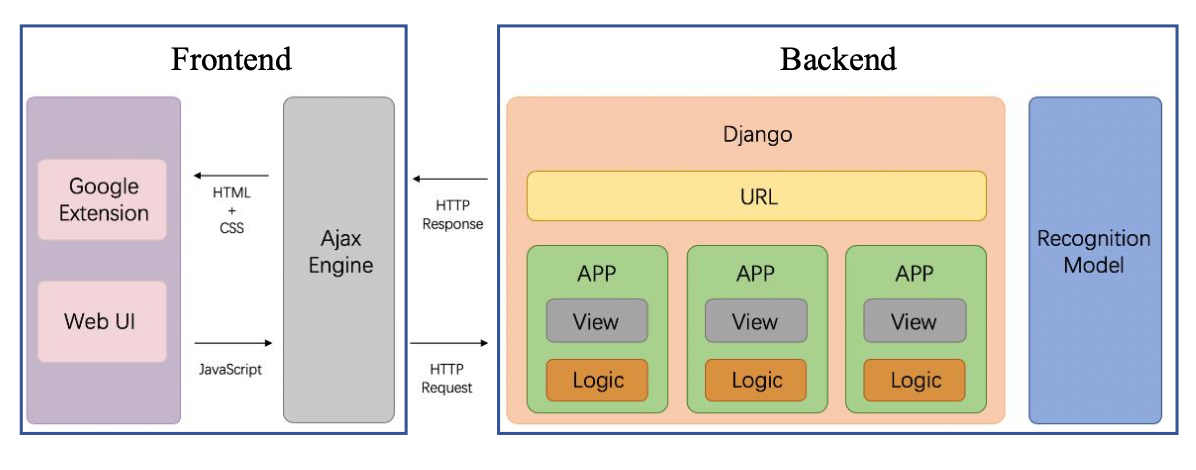 Frontend
Google
Extension
Web UI
HTML
+
CSS
JavaScript
Ajax
Engine
HTTP
Response
HTTP
Request
Backend
Django
URL
APP
View
Logic
APP
View
Logic
APP
View
Logic
Recognition
Model